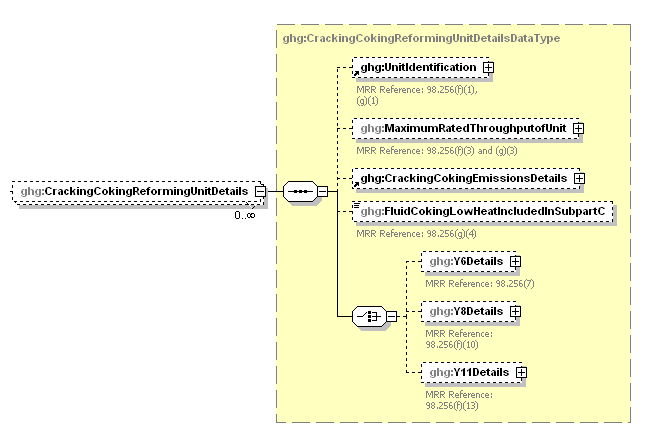 ghg:CrackingCokingReformingUnitDetailsDataType
ghg:UnitIdentification
MRR Reference: 98.256(f)(1),
(g)(1)
ghg:MaximumRatedThroughputofUnit
MRR Reference: 98.256(f)(3) and (g)(3)
ghg:CrackingCokingEmissionsDetails
ghg:CrackingCokingReformingUnitDetails
0..∞
ghg:FluidCokingLowHeatIncludedInSubpartC
MRR Reference: 98.256(g)(4)
ghg:Y6Details
MRR Reference: 98.256(7)
ghg:Y8Details
MRR Reference:
98.256(f)(10)
ghg:Y11Details
MRR Reference:
98.256(f)(13)